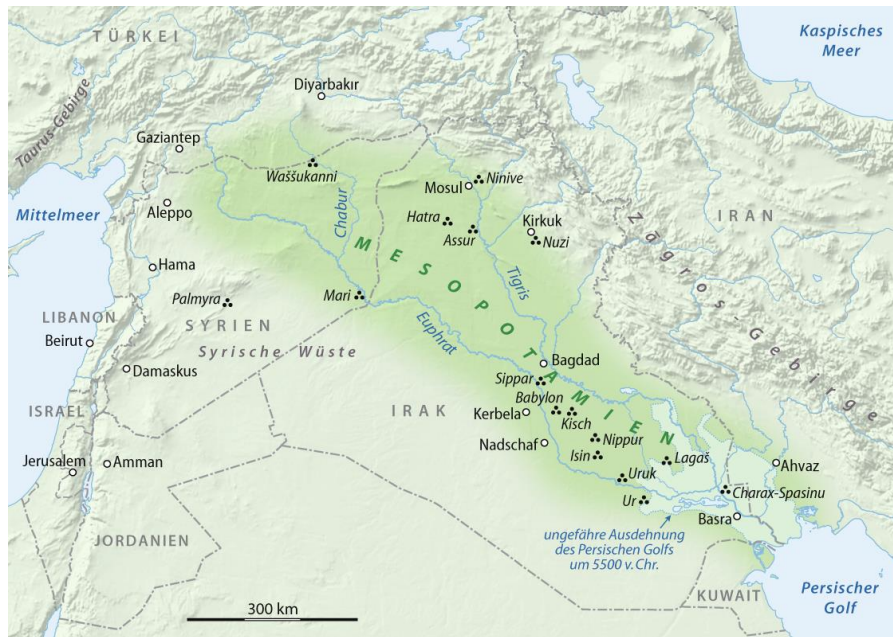 TÜRKEI
Kaspisches
Meer
Diyarbakır
Taurus-Gebirge
Gaziantep
Waššukanni
Ninive
Mosul
Mittelmeer
Aleppo
Chabur
Hatra
Assur
Kirkuk
Nuzi
IRAN
Zagros-Gebirge
MESOPOTAMIEN
Hama
Tigris
Palmyra
Mari
LIBANON
SYRIEN
Euphrat
Beirut
Syrische Wüste
Bagdad
Damaskus
Sippar
Babylon
ISRAEL
IRAK
Kerbela
Kisch
Nippur
Nadschaf
Isin
Lagaš
Jerusalem
Amman
Ahvaz
Uruk
Charax-Spasinu
Ur
Basra
ungefähre Ausdehnung
des Persischen Golfs
um 5500 v. Chr.
JORDANIEN
KUWAIT
Persischer
Golf
300 km